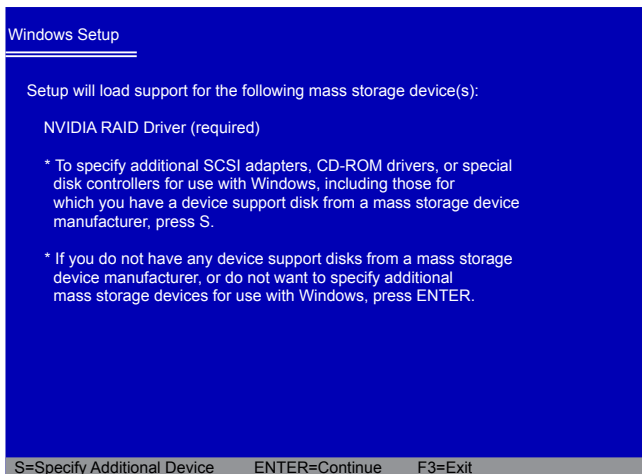 Windows Setup
Setup will load support for the following mass storage device(s):
NVIDIA RAID Driver (required)
* To specify additional SCSI adapters, CD-ROM drivers, or special
disk controllers for use with Windows, including those for
which you have a device support disk from a mass storage device
manufacturer, press S.
* If you do not have any device support disks from a mass storage
device manufacturer, or do not want to specify additional
mass storage devices for use with Windows, press ENTER.
S=Specify Additional Device ENTER=Continue F3=Exit